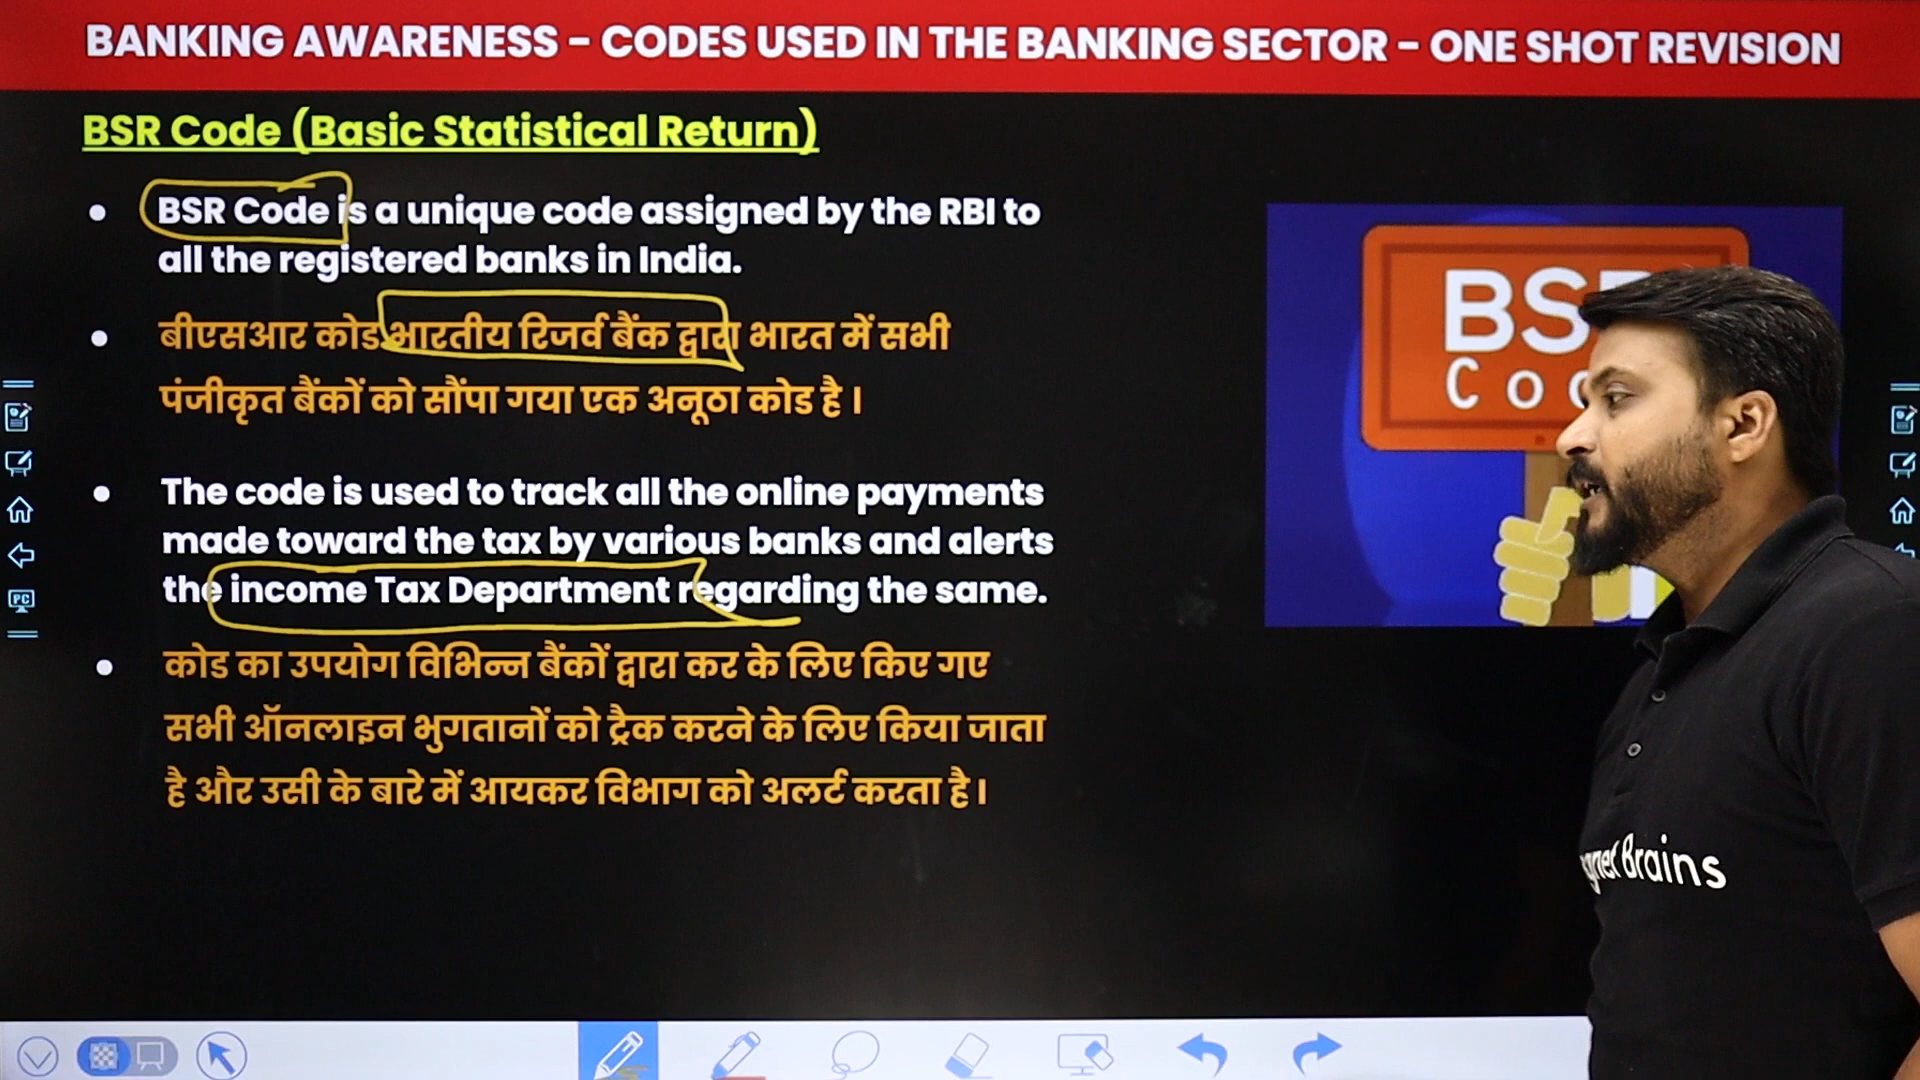 BANKING AWARENESS - CODES USED IN THE BANKING SECTOR - ONE SHOT REVISION
BSR Code (Basic Statistical Return)
BSR Code is a unique code assigned by the RBI to
all the registered banks in India.
बीएसआर कोड भारतीय रिजर्व बैंक द्वारा भारत में सभी
पंजीकृत बैंकों को सौंपा गया एक अनूठा कोड है।
The code is used to track all the online payments
made toward the tax by various banks and alerts
the income Tax Department regarding the same.
कोड का उपयोग विभिन्न बैंकों द्वारा कर के लिए किए गए
सभी ऑनलाइन भुगतानों को ट्रैक करने के लिए किया जाता
है और उसी के बारे में आयकर विभाग को अलर्ट करता है।
PC
Brains